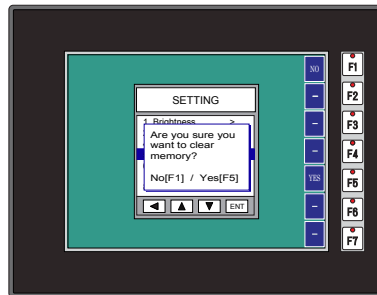 SETTING
1. Brightness >
Are you sure you
want to clear
memory?
No[F1] / Yes[F5]
ENT
NO
-
-
-
YES
-
-
F1
F2
F3
F4
F5
F6
F7